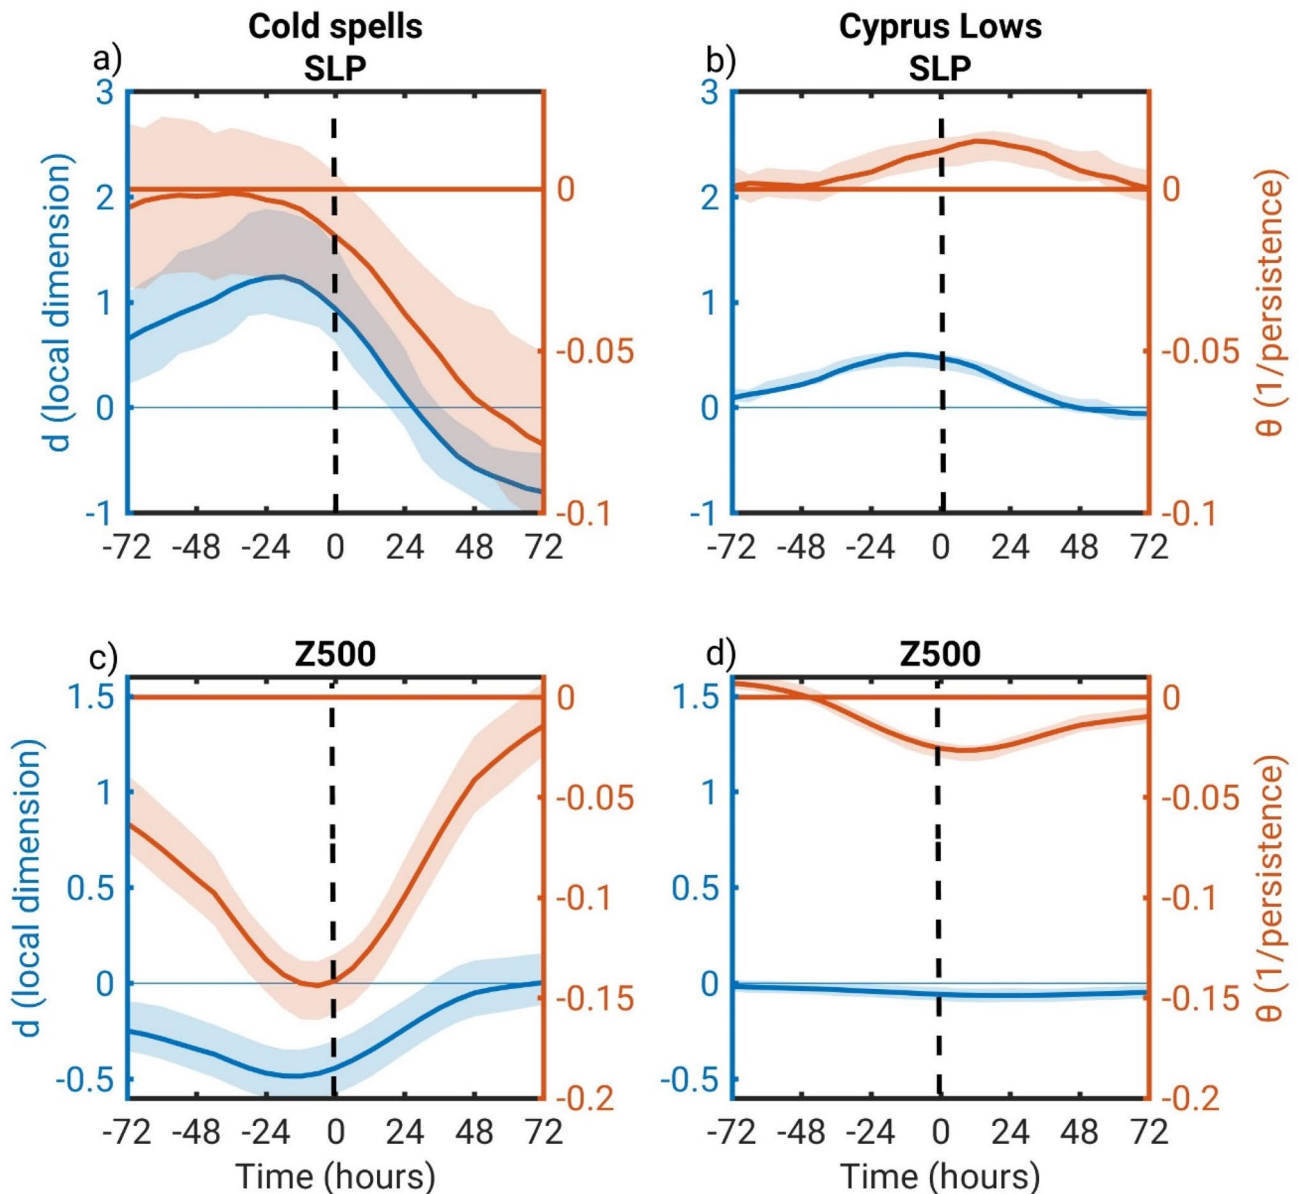 Cold spells
a) SLP
3
2
1
0
-1
d (local dimension)
0
-0.05
-0.1
-72 -48 -24 0 24 48 72
Cyprus Lows
b) SLP
3
2
1
0
-1
0
-0.05
-0.1
θ (1/persistence)
-72 -48 -24 0 24 48 72
c) Z500
1.5
1
0.5
0
-0.5
d (local dimension)
0
-0.05
-0.1
-0.15
-0.2
-72 -48 -24 0 24 48 72
Time (hours)
d) Z500
1.5
1
0.5
0
-0.5
0
-0.05
-0.1
-0.15
-0.2
θ (1/persistence)
-72 -48 -24 0 24 48 72
Time (hours)